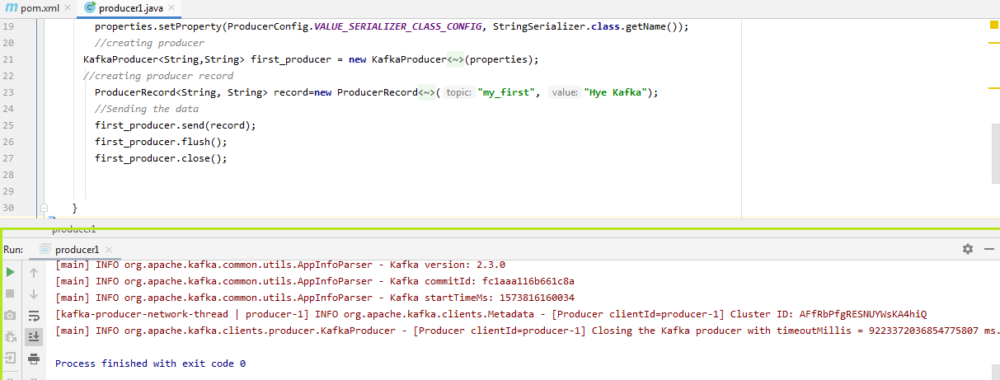 pom.xml producer1.java
19 properties.setProperty(ProducerConfig.VALUE_SERIALIZER_CLASS_CONFIG, StringSerializer.class.getName());
20 //creating producer
21 KafkaProducer<String,String> first_producer = new KafkaProducer<~>(properties);
22 //creating producer record
23 ProducerRecord<String, String> record=new ProducerRecord<~>( topic: "my_first", value: "Hye Kafka");
24 //Sending the data
25 first_producer.send(record);
26 first_producer.flush();
27 first_producer.close();
28
29
30 }
producer1
Run: producer1
[main] INFO org.apache.kafka.common.utils.AppInfoParser - Kafka version: 2.3.0
[main] INFO org.apache.kafka.common.utils.AppInfoParser - Kafka commitId: fc1aaa116b661c8a
[main] INFO org.apache.kafka.common.utils.AppInfoParser - Kafka startTimeMs: 1573816160034
[kafka-producer-network-thread | producer-1] INFO org.apache.kafka.clients.Metadata - [Producer clientId=producer-1] Cluster ID: AFfRbPfgRESNUYWsKA4hiQ
[main] INFO org.apache.kafka.clients.producer.KafkaProducer - [Producer clientId=producer-1] Closing the Kafka producer with timeoutMillis = 9223372036854775807 ms.
Process finished with exit code 0